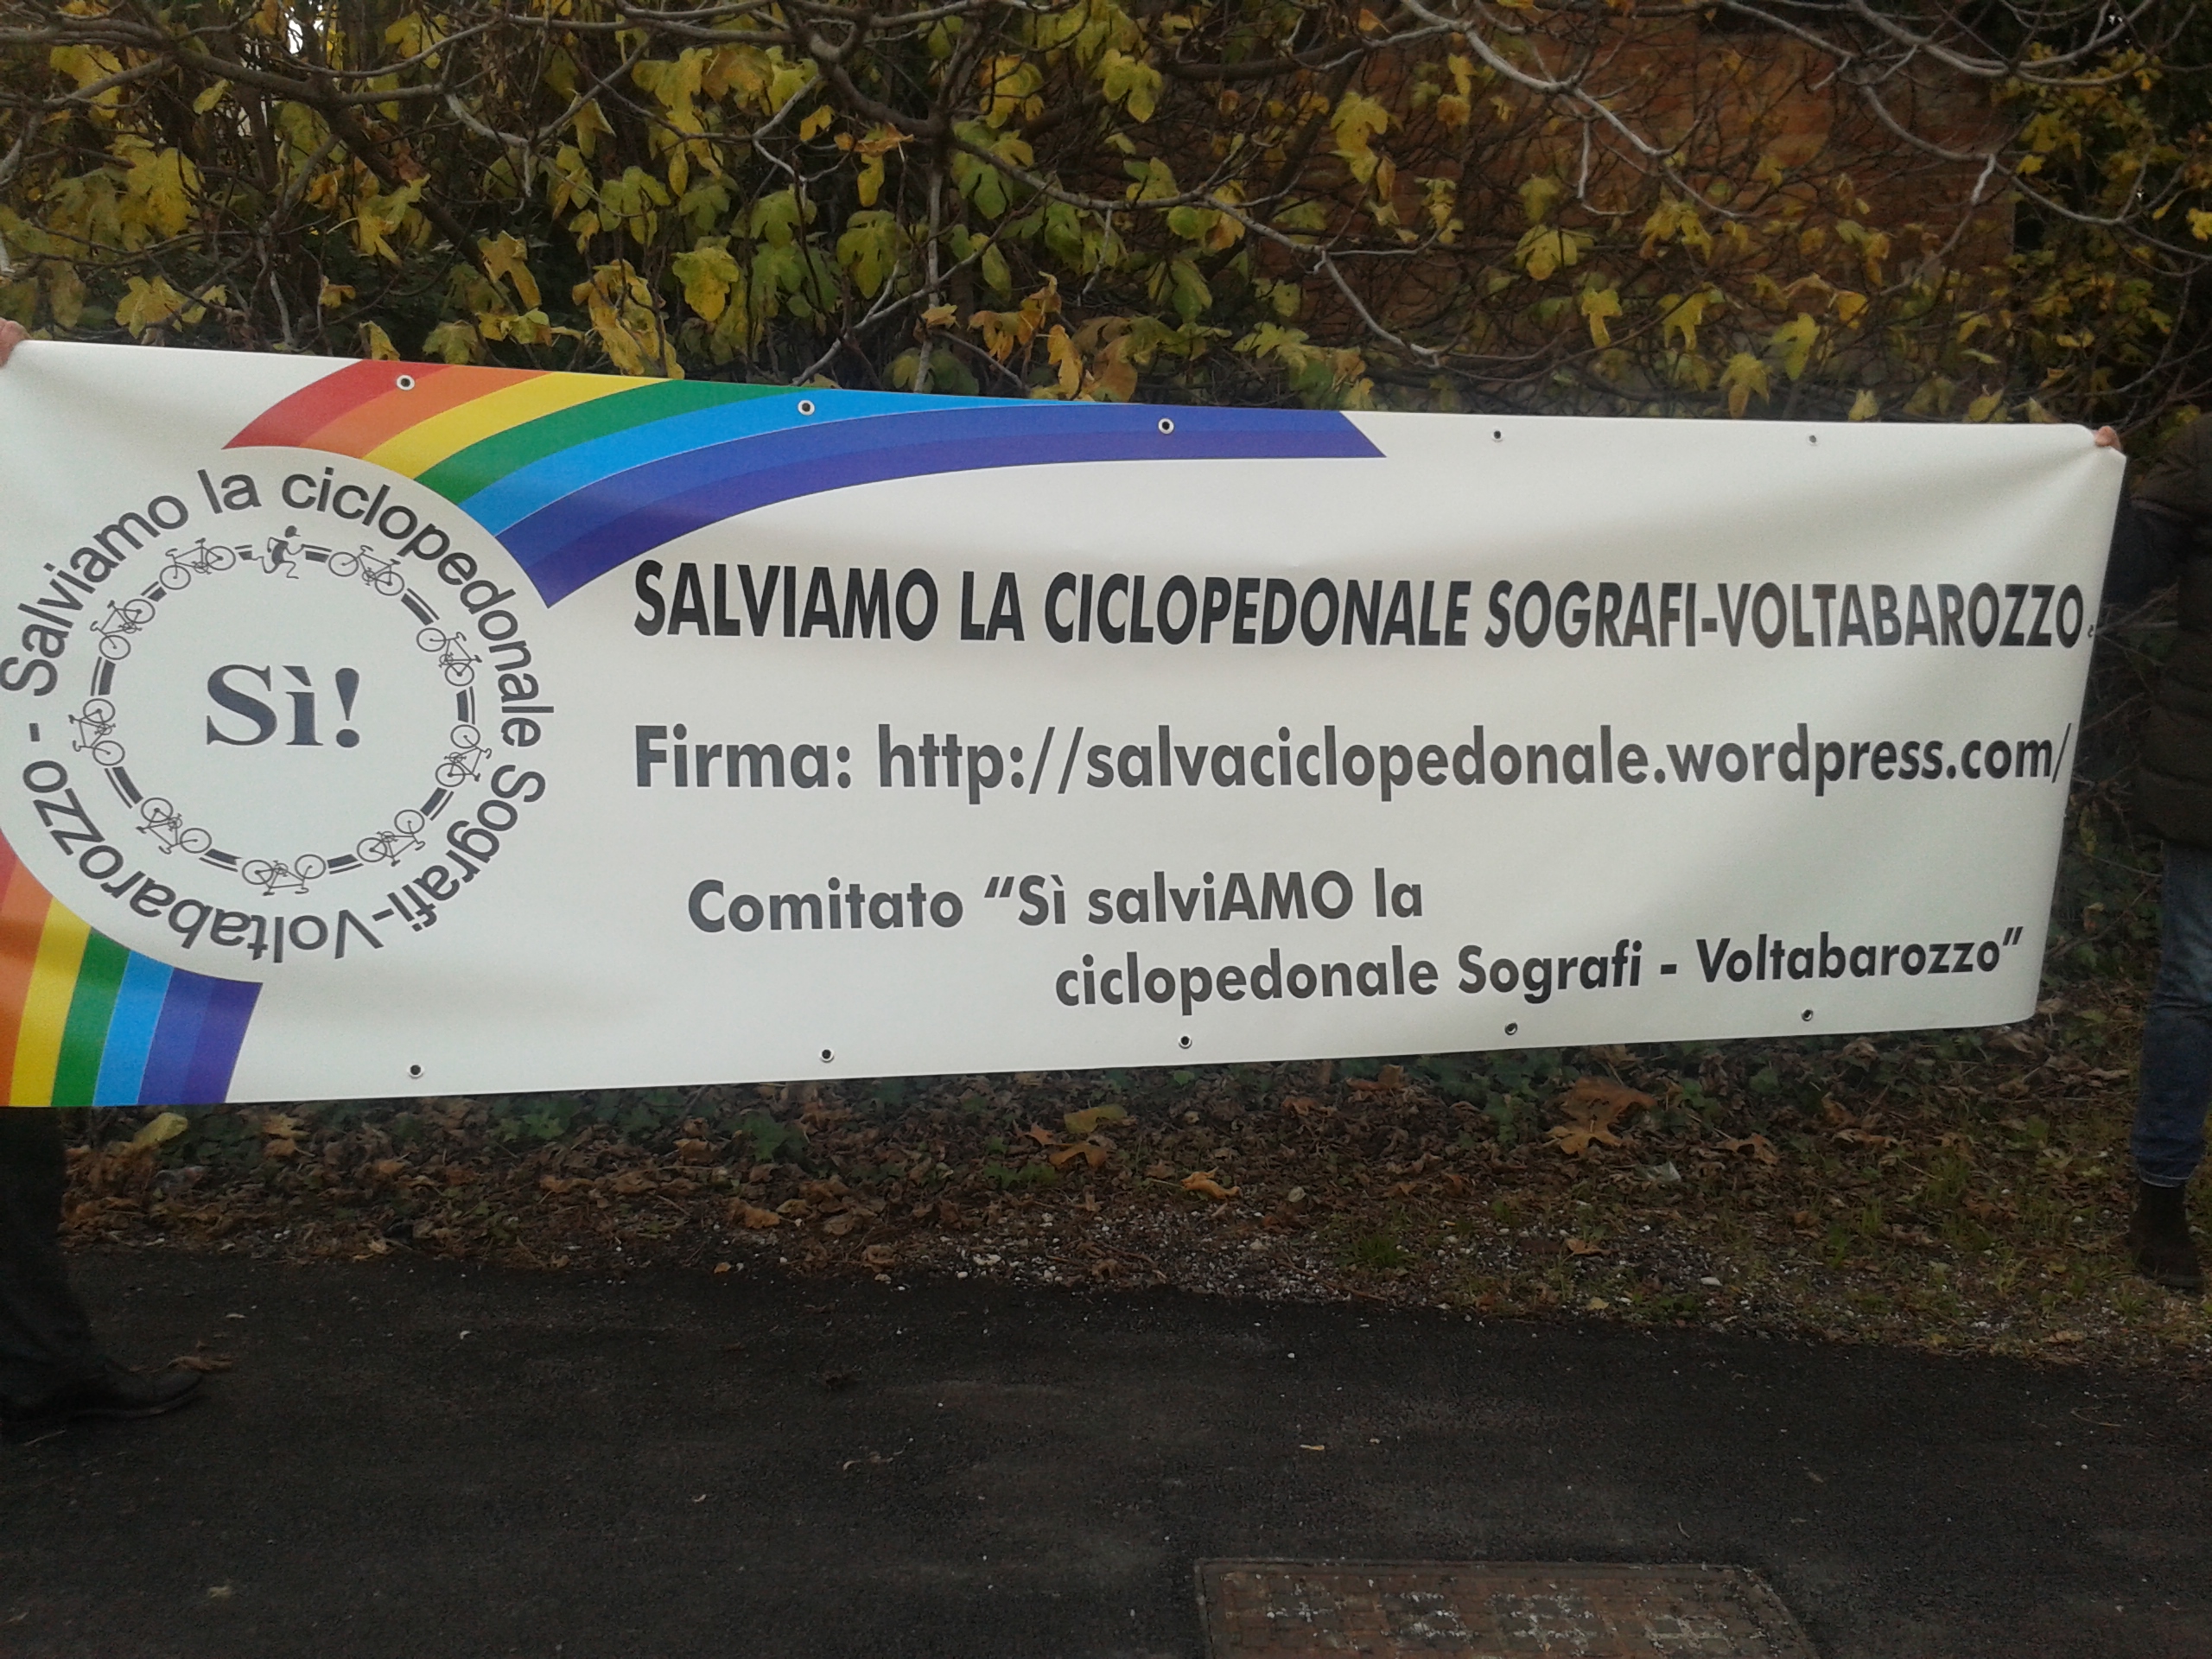 Salviamo la ciclopedonale Sografi-Voltabarozzo -
Sì!
SALVIAMO LA CICLOPEDONALE SOGRAFI-VOLTABAROZZO
Firma: http://salvaciclopedonale.wordpress.com/
Comitato “Sì salviAMO la
ciclopedonale Sografi - Voltabarozzo”